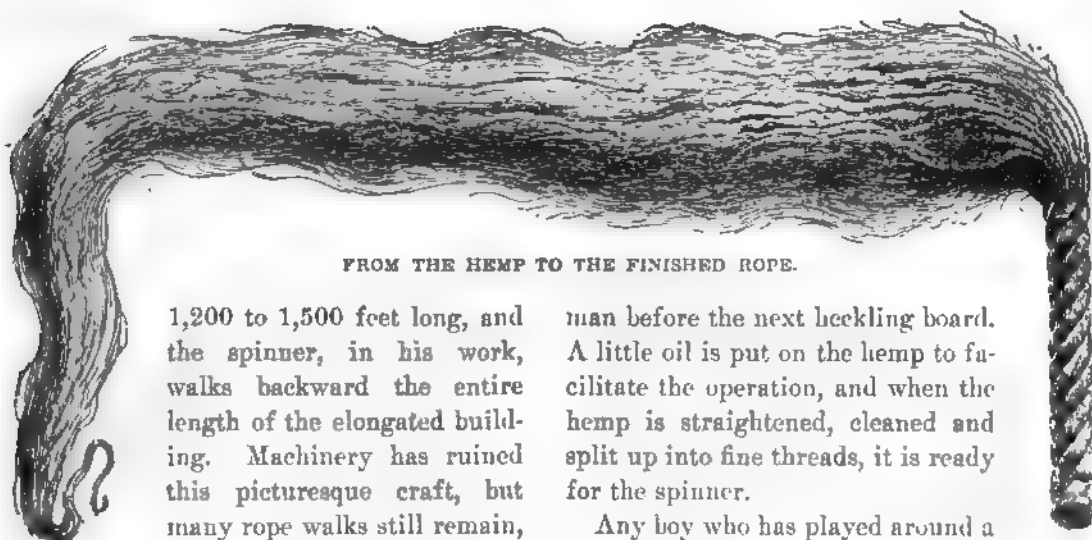 FROM THE HEMP TO THE FINISHED ROPE.
1,200 to 1,500 feet long, and
the spinner, in his work,
walks backward the entire
length of the elongated build-
ing. Machinery has ruined
this picturesque craft, but
many rope walks still remain,
man before the next heckling board.
A little oil is put on the hemp to fa-
cilitate the operation, and when the
hemp is straightened, cleaned and
split up into fine threads, it is ready
for the spinner.
Any boy who has played around a